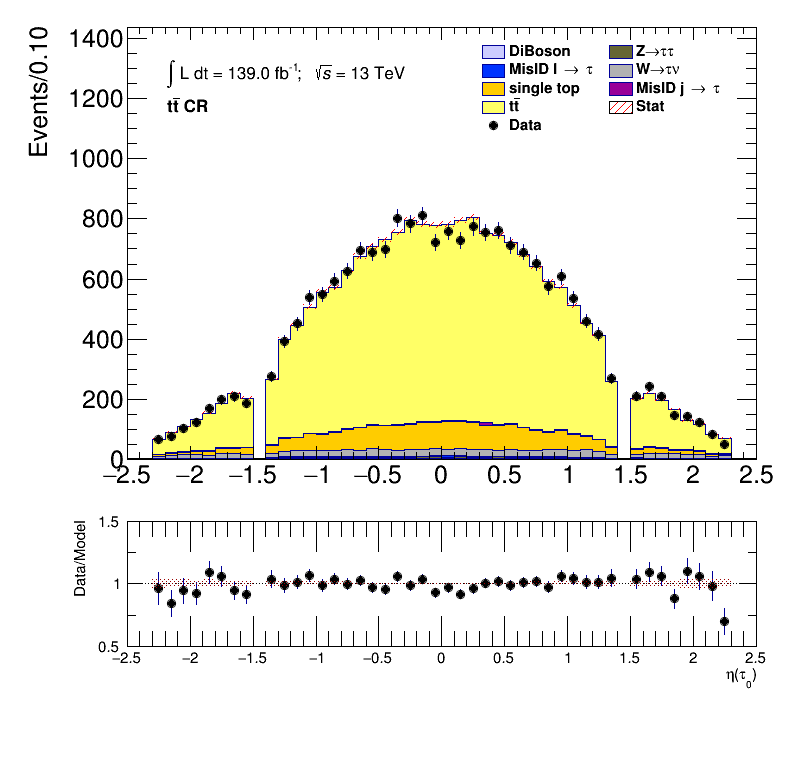 Events/0.10
1400
1200
1000
800
600
400
200
0
∫ L dt = 139.0 fb⁻¹; √s = 13 TeV
tt̄ CR
DiBoson
Z→ττ
MisID l → τ
W→τν
single top
MisID j → τ
tt̄
Stat
Data
−2.5 −2 −1.5 −1 −0.5 0 0.5 1 1.5 2 2.5
Data/Model
1.5
1
0.5
−2.5 −2 −1.5 −1 −0.5 0 0.5 1 1.5 2 2.5
η(τ₀)